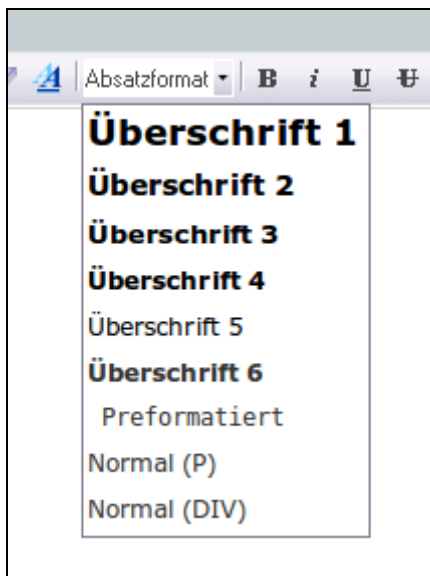 Absatzformat B i U U
Überschrift 1
Überschrift 2
Überschrift 3
Überschrift 4
Überschrift 5
Überschrift 6
Preformatiert
Normal (P)
Normal (DIV)